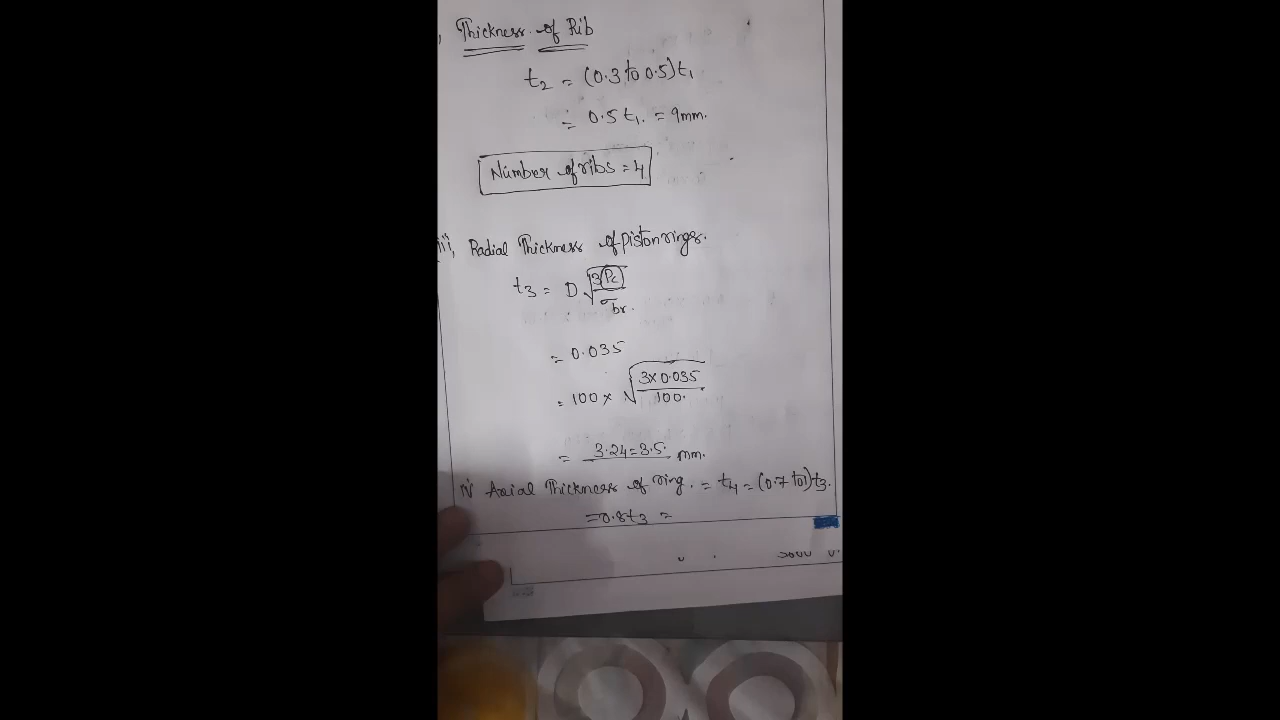 Thickness of Rib
t2 = (0.3 to 0.5)t1
= 0.5 t1. = 9mm.
Number of ribs = 4
iii, Radial Thickness of piston rings.
t3 = D √3(Pc)/σbr.
= 0.035
= 100 × √3×0.035/100.
= 3.24=3.5. mm.
iv Axial Thickness of ring. = t4 = (0.7 to 1)t3.
=0.8t3 =